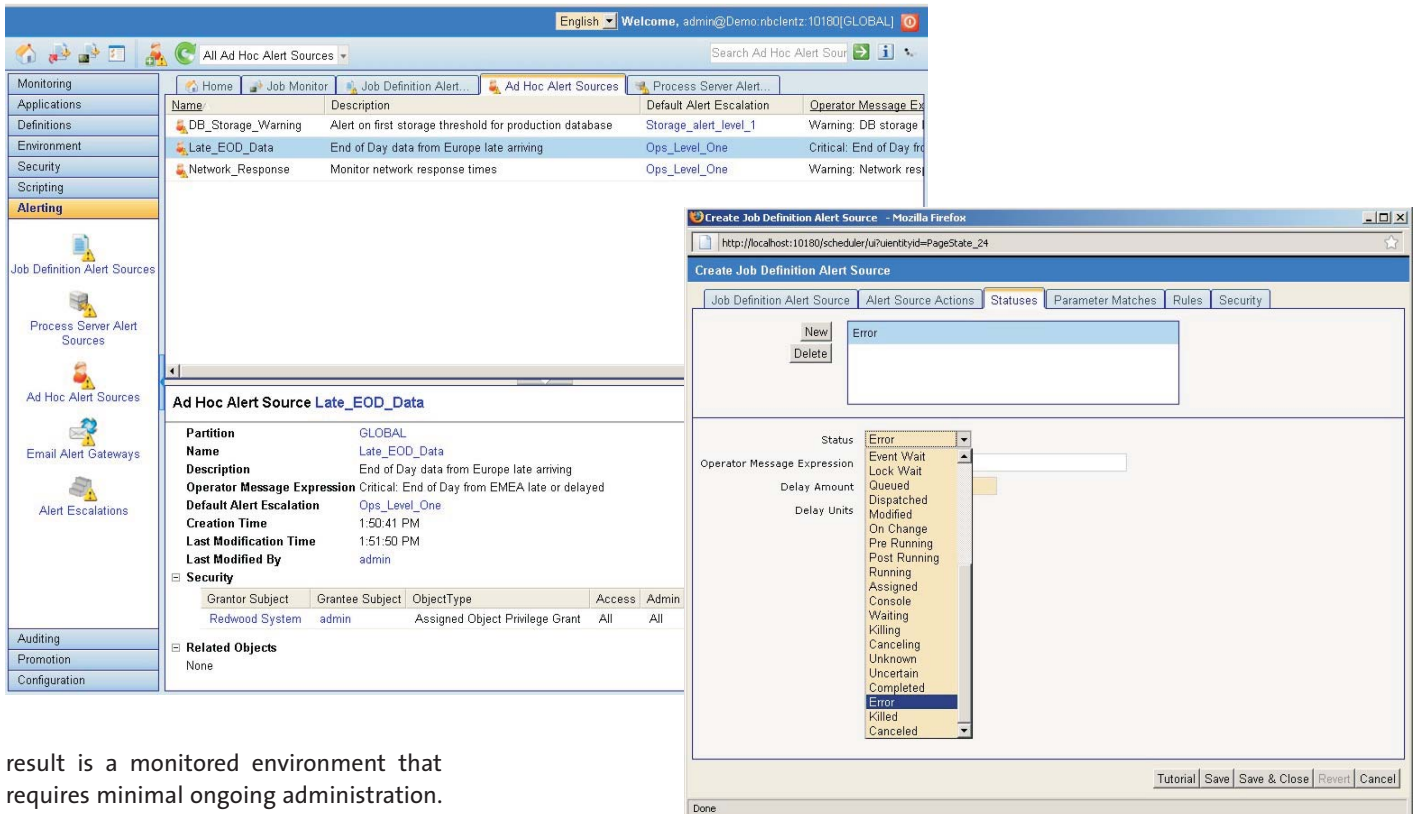 English Welcome, admin@Demo:nbclentz:10180[GLOBAL]
All Ad Hoc Alert Sources
Search Ad Hoc Alert Sour
Monitoring
Applications
Definitions
Environment
Security
Scripting
Alerting
Job Definition Alert Sources
Process Server Alert
Sources
Ad Hoc Alert Sources
Email Alert Gateways
Alert Escalations
Auditing
Promotion
Configuration
Home Job Monitor Job Definition Alert... Ad Hoc Alert Sources Process Server Alert...
Name Description Default Alert Escalation Operator Message Ex
DB_Storage_Warning Alert on first storage threshold for production database Storage_alert_level_1 Warning: DB storage
Late_EOD_Data End of Day data from Europe late arriving Ops_Level_One Critical: End of Day fro
Network_Response Monitor network response times Ops_Level_One Warning: Network resp
Ad Hoc Alert Source Late_EOD_Data
Partition GLOBAL
Name Late_EOD_Data
Description End of Day data from Europe late arriving
Operator Message Expression Critical: End of Day from EMEA late or delayed
Default Alert Escalation Ops_Level_One
Creation Time 1:50:41 PM
Last Modification Time 1:51:50 PM
Last Modified By admin
Security
Grantor Subject Grantee Subject ObjectType Access Admin
Redwood System admin Assigned Object Privilege Grant All All
Related Objects
None
Create Job Definition Alert Source - Mozilla Firefox
http://localhost:10180/scheduler/ui?uientityid=PageState_24
Create Job Definition Alert Source
Job Definition Alert Source Alert Source Actions Statuses Parameter Matches Rules Security
New
Delete
Error
Status Error
Operator Message Expression
Delay Amount
Delay Units
Event Wait
Lock Wait
Queued
Dispatched
Modified
On Change
Pre Running
Post Running
Running
Assigned
Console
Waiting
Killing
Canceling
Unknown
Uncertain
Completed
Error
Killed
Canceled
Tutorial Save Save & Close Revert Cancel
Done
result is a monitored environment that
requires minimal ongoing administration.